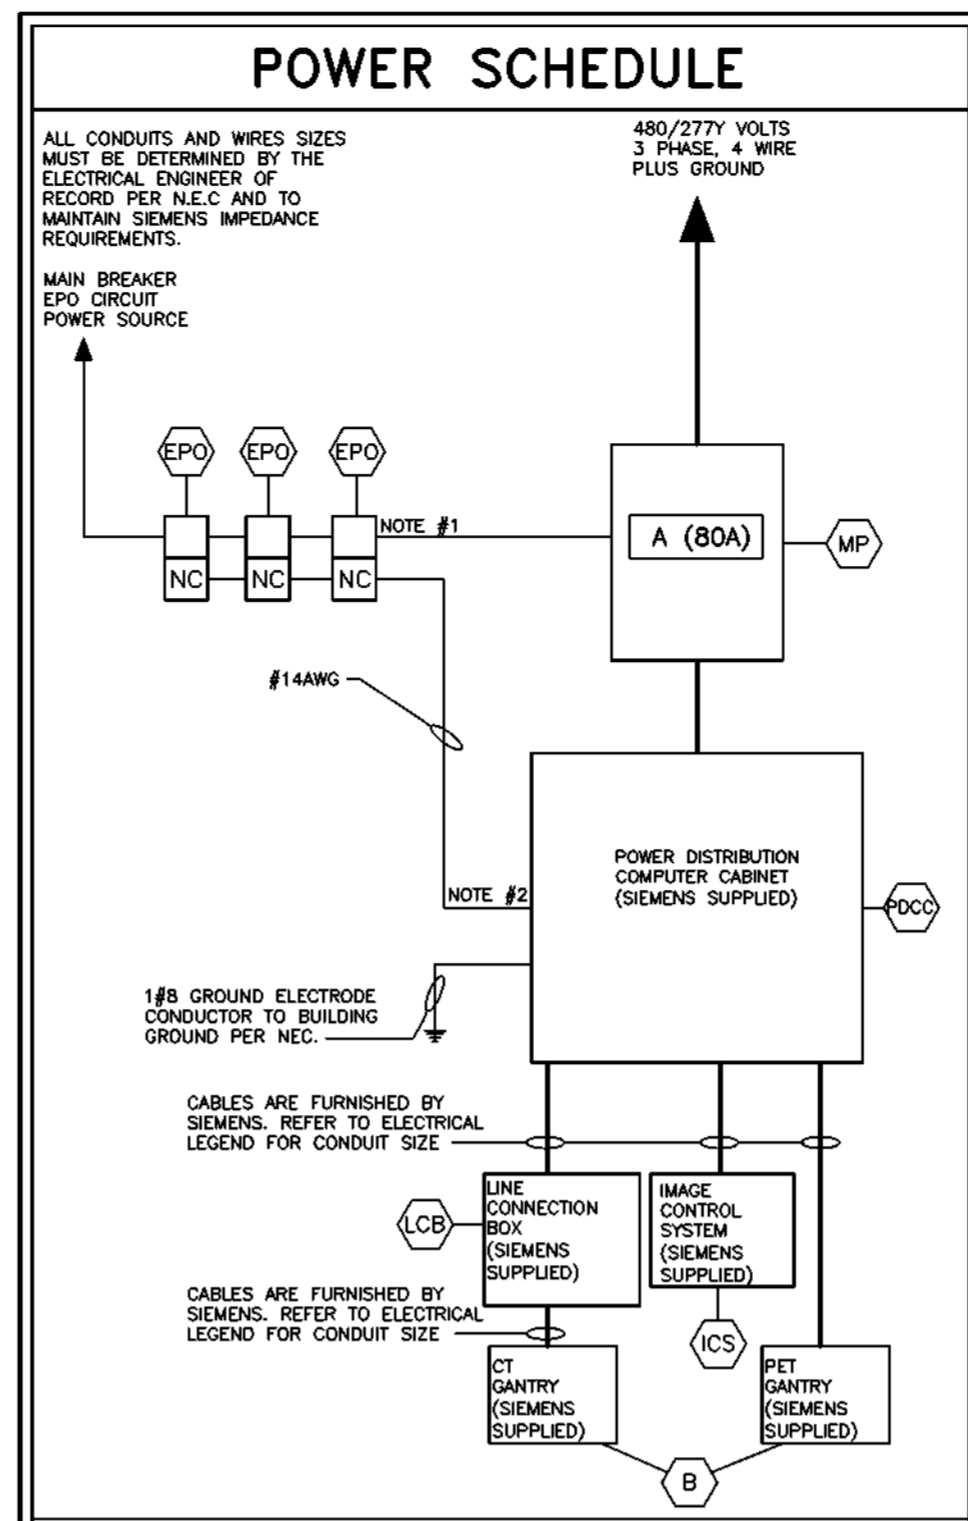 POWER SCHEDULE
ALL CONDUITS AND WIRES SIZES
MUST BE DETERMINED BY THE
ELECTRICAL ENGINEER OF
RECORD PER N.E.C AND TO
MAINTAIN SIEMENS IMPEDANCE
REQUIREMENTS.
480/277Y VOLTS
3 PHASE, 4 WIRE
PLUS GROUND
MAIN BREAKER
EPO CIRCUIT
POWER SOURCE
EPO
EPO
EPO
NOTE #1
A (80A)
MP
NC
NC
NC
#14AWG
POWER DISTRIBUTION
COMPUTER CABINET
(SIEMENS SUPPLIED)
NOTE #2
PDCC
1#8 GROUND ELECTRODE
CONDUCTOR TO BUILDING
GROUND PER NEC.
CABLES ARE FURNISHED BY
SIEMENS. REFER TO ELECTRICAL
LEGEND FOR CONDUIT SIZE
LCB
LINE
CONNECTION
BOX
(SIEMENS
SUPPLIED)
IMAGE
CONTROL
SYSTEM
(SIEMENS
SUPPLIED)
CABLES ARE FURNISHED BY
SIEMENS. REFER TO ELECTRICAL
LEGEND FOR CONDUIT SIZE
ICS
CT
GANTRY
(SIEMENS
SUPPLIED)
PET
GANTRY
(SIEMENS
SUPPLIED)
B